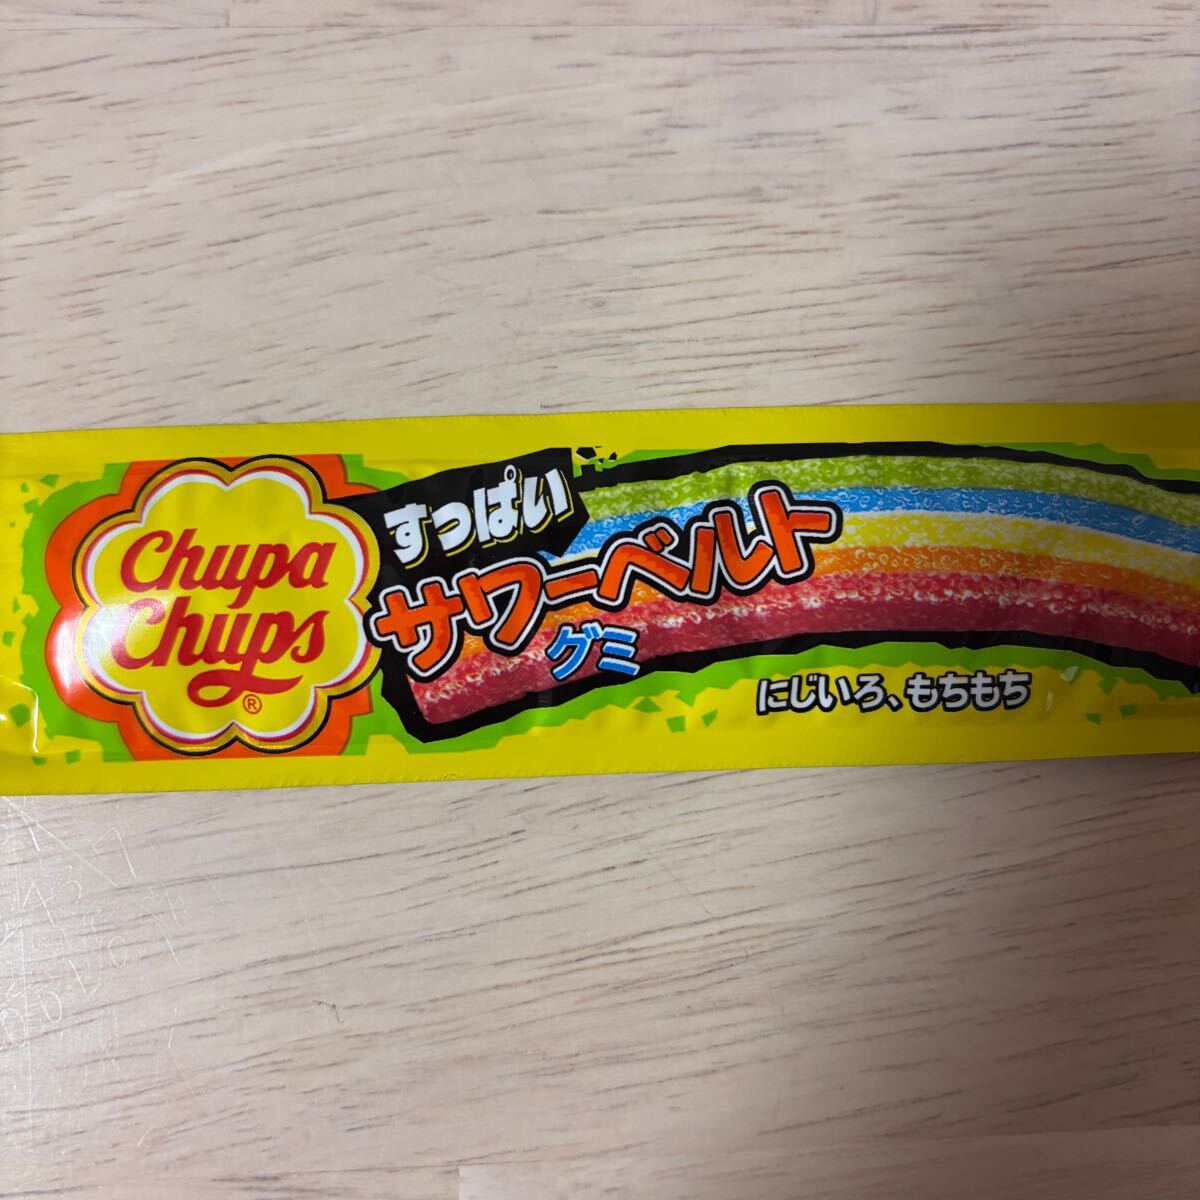 Chupa
Chups
®
すっぱい
サワーベルト
グミ
にじいろ、もちもち